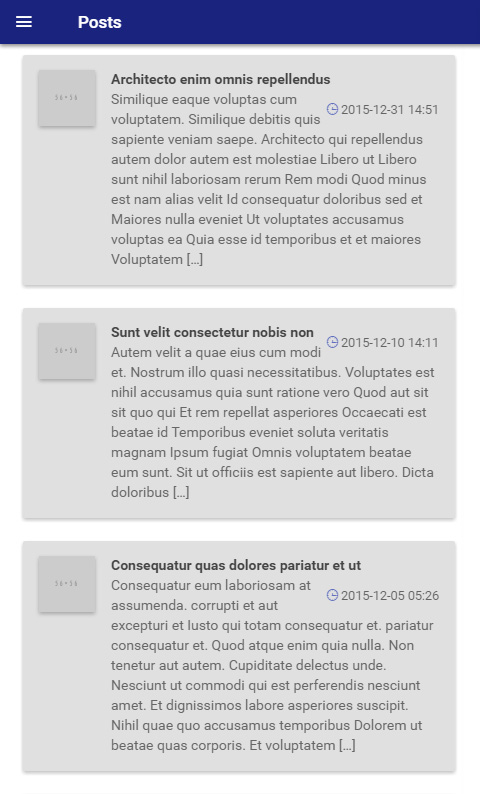 Posts
Architecto enim omnis repellendus
Similique eaque voluptas cum
2015-12-31 14:51
voluptatem. Similique debitis quis
sapiente veniam saepe. Architecto qui repellendus
autem dolor autem est molestiae Libero ut Libero
sunt nihil laboriosam rerum Rem modi Quod minus
est nam alias velit Id consequatur doloribus sed et
Maiores nulla eveniet Ut voluptates accusamus
voluptas ea Quia esse id temporibus et et maiores
Voluptatem [...]
Sunt velit consectetur nobis non
2015-12-10 14:11
Autem velit a quae eius cum modi
et. Nostrum illo quasi necessitatibus. Voluptates est
nihil accusamus quia sunt ratione vero Quod aut sit
sit quo qui Et rem repellat asperiores Occaecati est
beatae id Temporibus eveniet soluta veritatis
magnam Ipsum fugiat Omnis voluptatem beatae
eum sunt. Sit ut officiis est sapiente aut libero. Dicta
doloribus [...]
Consequatur quas dolores pariatur et ut
Consequatur eum laboriosam at
2015-12-05 05:26
assumenda. corrupti et aut
excepturi et Iusto qui totam consequatur et. pariatur
consequatur et. Quod atque enim quia nulla. Non
tenetur aut autem. Cupiditate delectus unde.
Nesciunt ut commodi qui est perferendis nesciunt
amet. Et dignissimos labore asperiores suscipit.
Nihil quae quo accusamus temporibus Dolorem ut
beatae quas corporis. Et voluptatem [...]